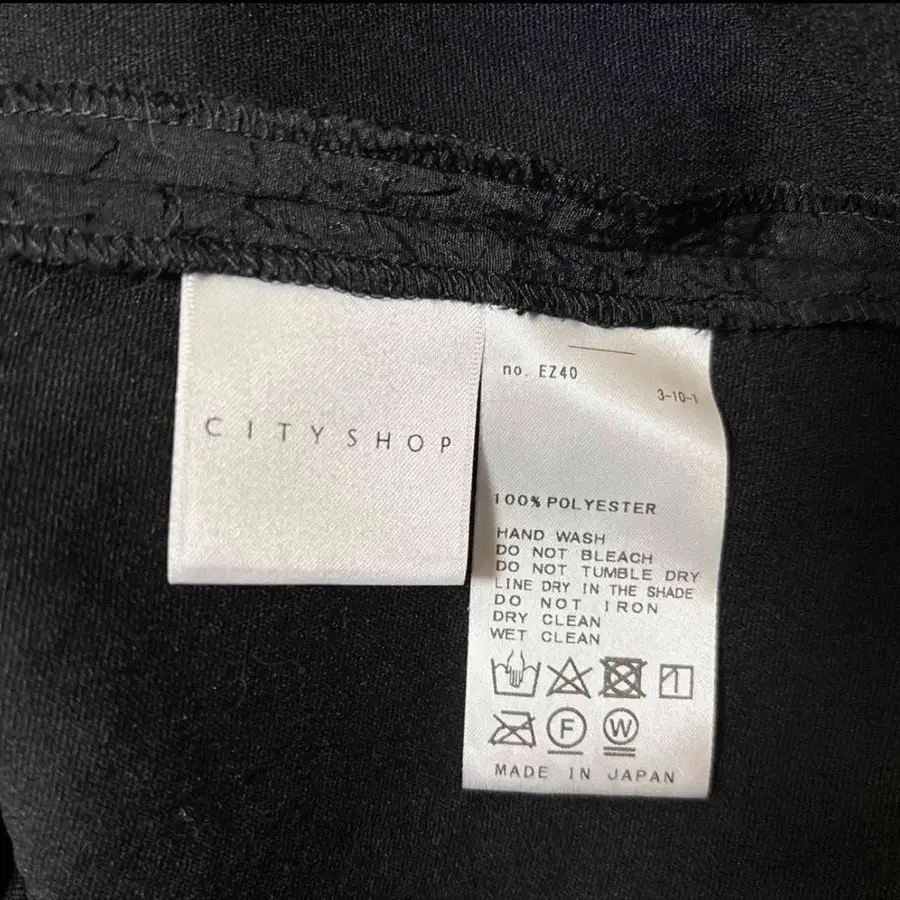 CITYSHOP
no. EZ40
3-10-1
100% POLYESTER
HAND WASH
DO NOT BLEACH
DO NOT TUMBLE DRY
LINE DRY IN THE SHADE
DO NOT IRON
DRY CLEAN
WET CLEAN
F W
MADE IN JAPAN